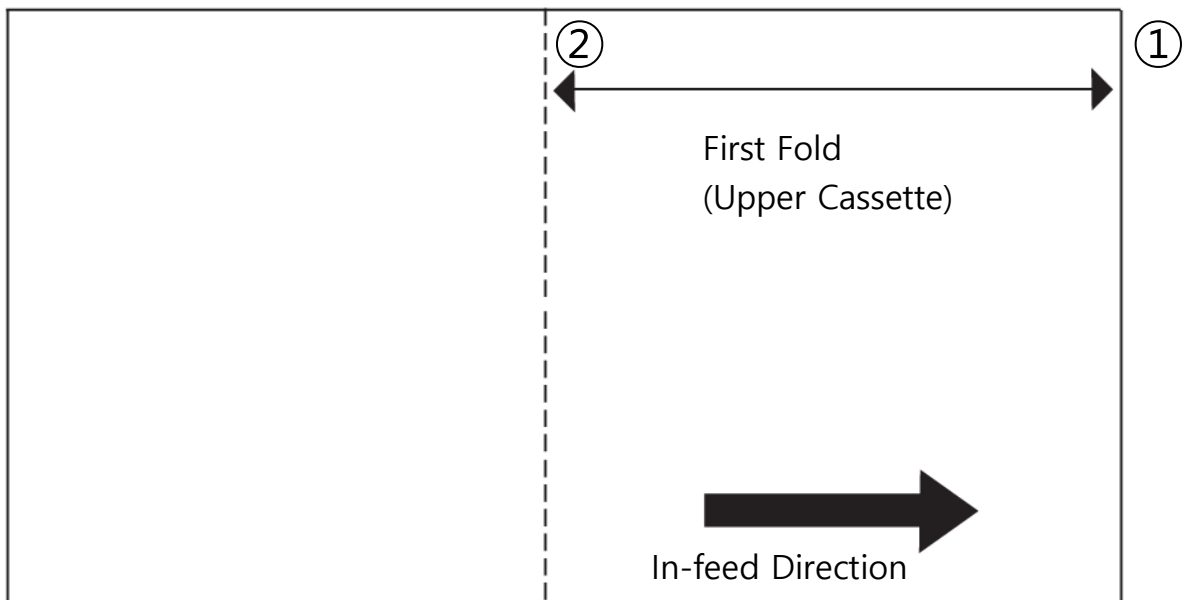 ② ①
First Fold
(Upper Cassette)
In-feed Direction